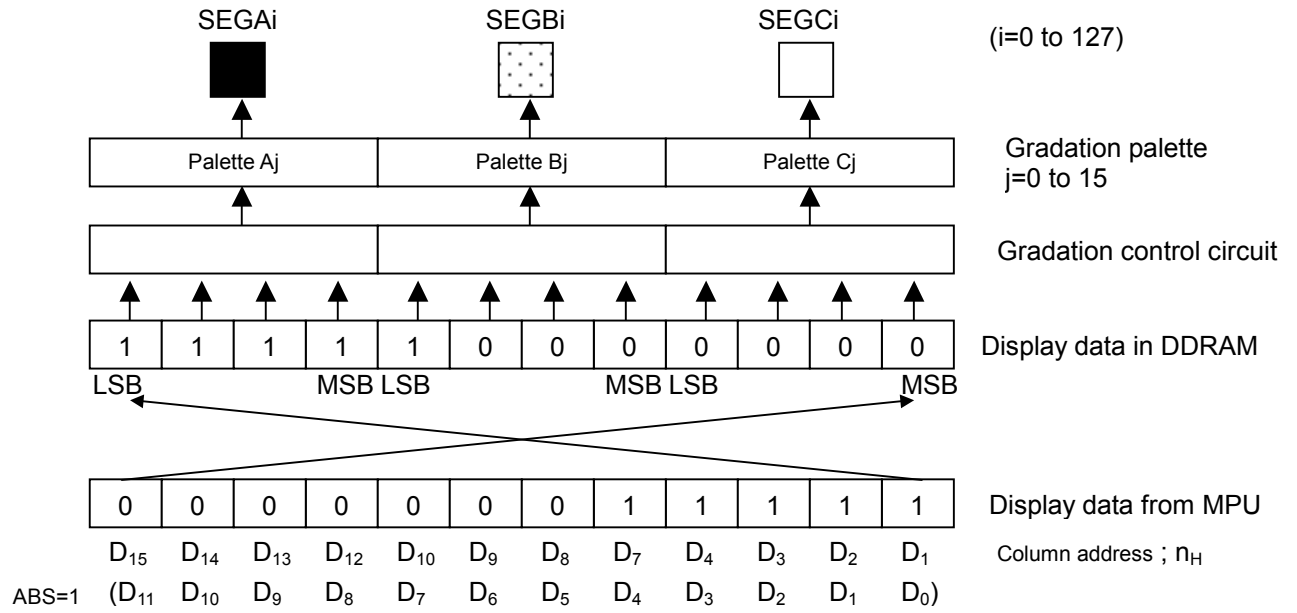 SEGAi SEGBi SEGCi (i=0 to 127)
Palette Aj Palette Bj Palette Cj Gradation palette
j=0 to 15
Gradation control circuit
1 1 1 1 1 0 0 0 0 0 0 0 Display data in DDRAM
LSB MSB LSB MSB LSB MSB
0 0 0 0 0 0 0 1 1 1 1 1 Display data from MPU
D₁₅ D₁₄ D₁₃ D₁₂ D₁₀ D₉ D₈ D₇ D₄ D₃ D₂ D₁ Column address ; n_H
ABS=1 (D₁₁ D₁₀ D₉ D₈ D₇ D₆ D₅ D₄ D₃ D₂ D₁ D₀)